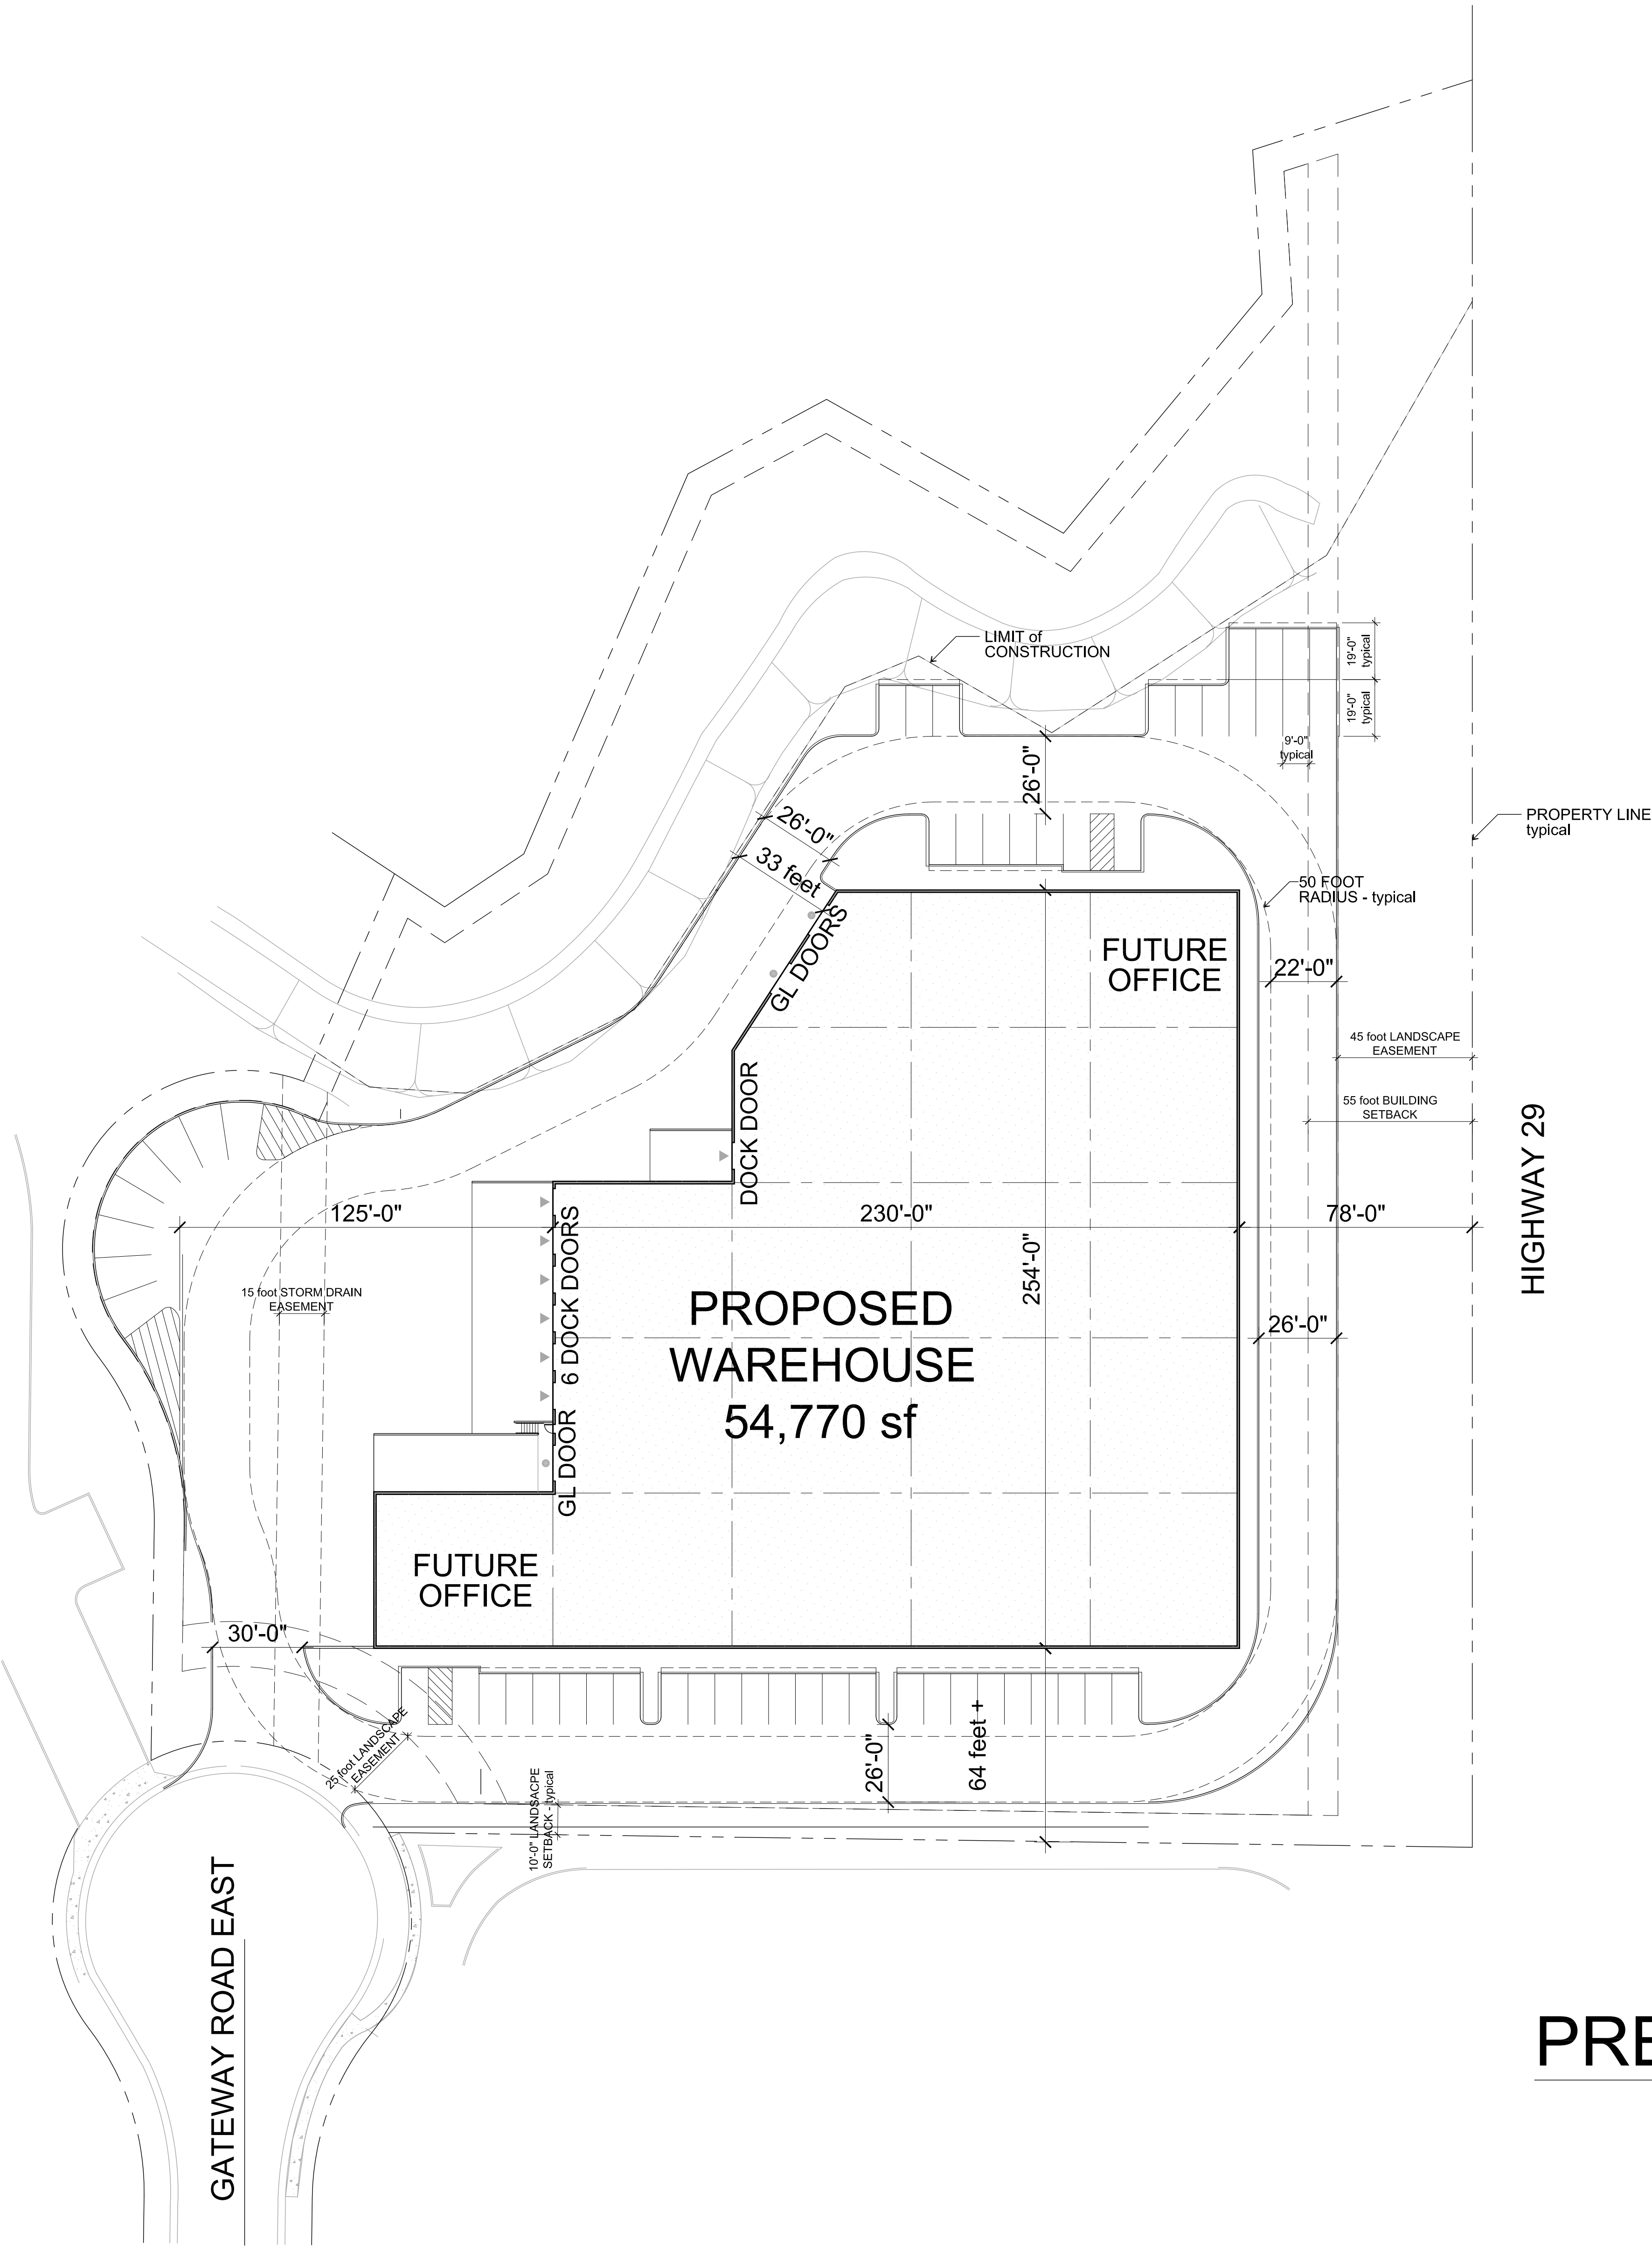 LIMIT of
CONSTRUCTION
19'-0"
typical
19'-0"
typical
9'-0"
typical
26'-0"
26'-0"
33 feet
PROPERTY LINE
typical
50 FOOT
RADIUS - typical
GL DOORS
FUTURE
OFFICE
22'-0"
45 foot LANDSCAPE
EASEMENT
55 foot BUILDING
SETBACK
HIGHWAY 29
DOCK DOOR
125'-0"
230'-0"
78'-0"
254'-0"
6 DOCK DOORS
15 foot STORM DRAIN
EASEMENT
PROPOSED
WAREHOUSE
54,770 sf
26'-0"
GL DOOR
FUTURE
OFFICE
30'-0"
25 foot LANDSCAPE
EASEMENT
26'-0"
64 feet +
10'-0" LANDSACPE
SETBACK - typical
GATEWAY ROAD EAST
PRE